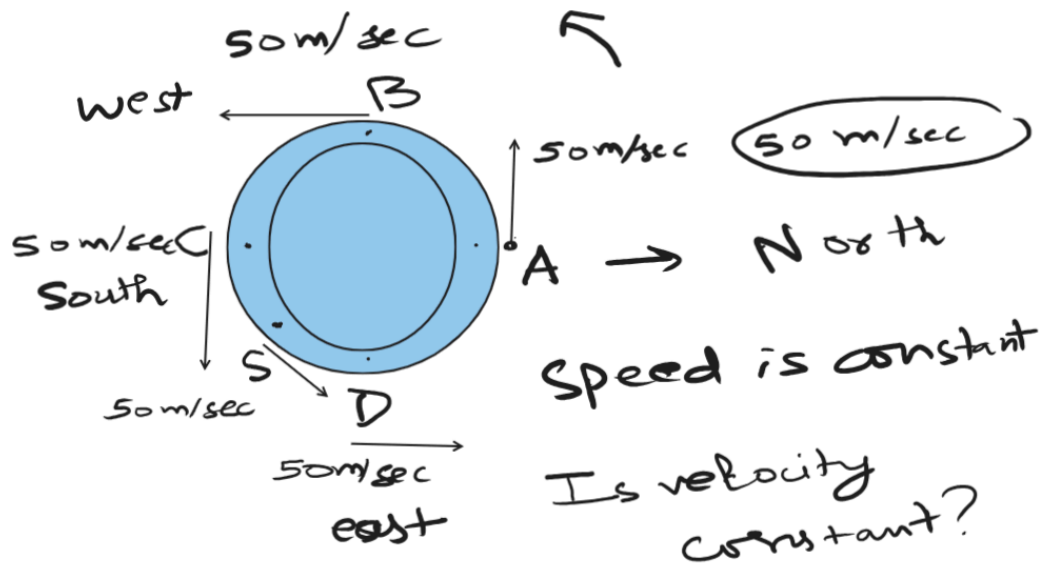 50m/sec
west
B
50m/sec
50 m/sec
50m/sec C
South
A → North
S
D
50m/sec
50m/sec
east
Speed is constant
Is velocity
constant?